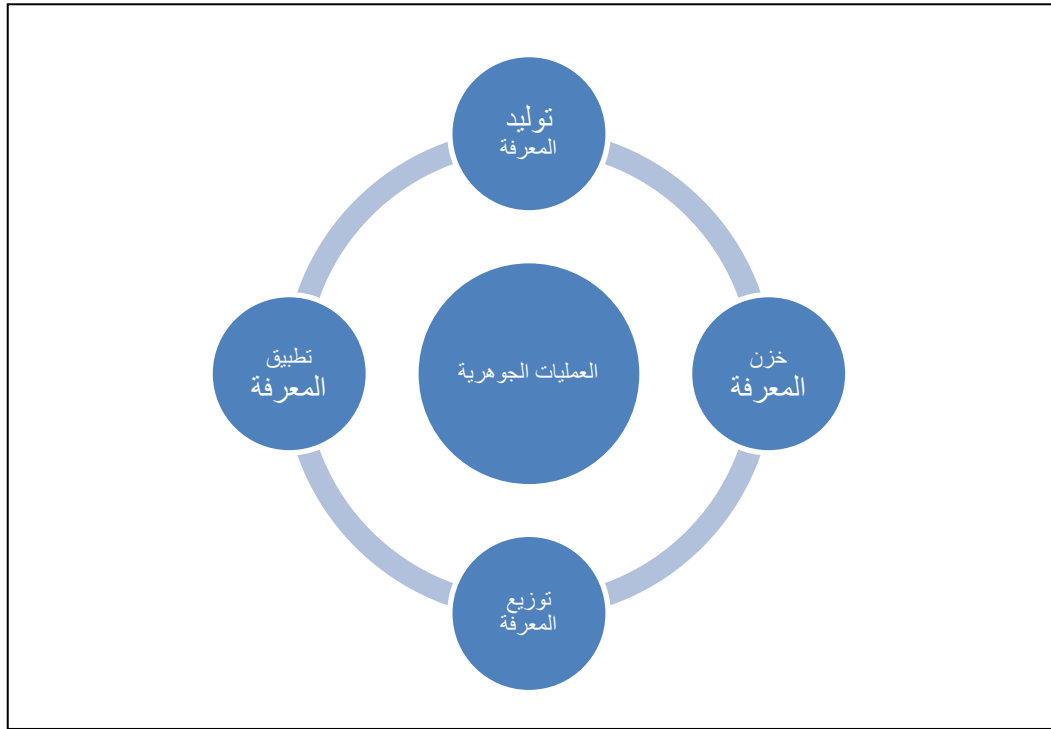 توليد
المعرفة
خزن
المعرفة
العمليات الجوهرية
تطبيق
المعرفة
توزيع
المعرفة